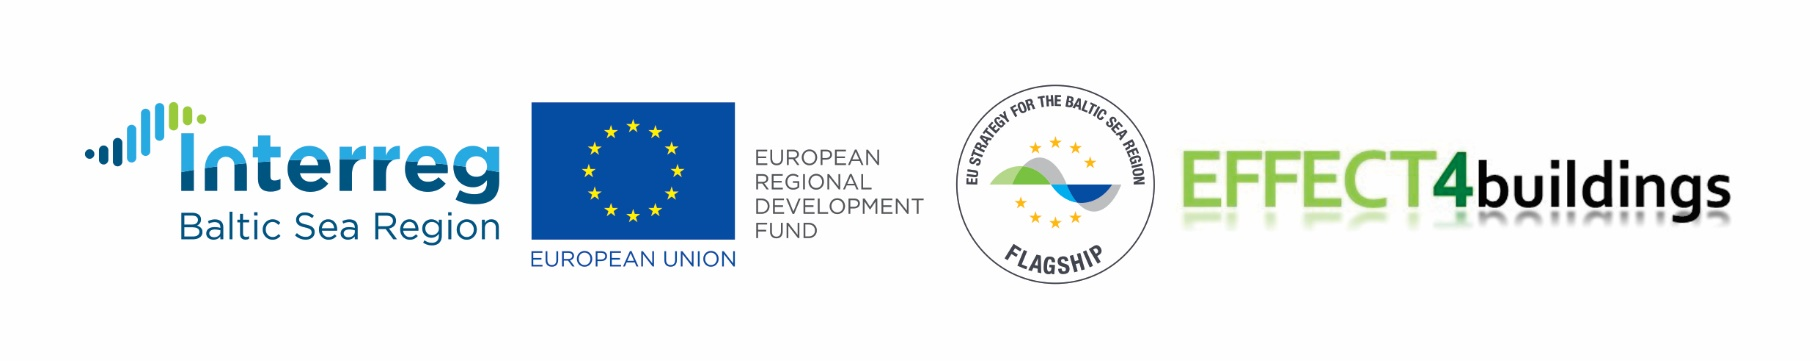 Interreg
Baltic Sea Region
EUROPEAN UNION
EUROPEAN
REGIONAL
DEVELOPMENT
FUND
EU STRATEGY FOR THE BALTIC SEA REGION
FLAGSHIP
EFFECT4buildings